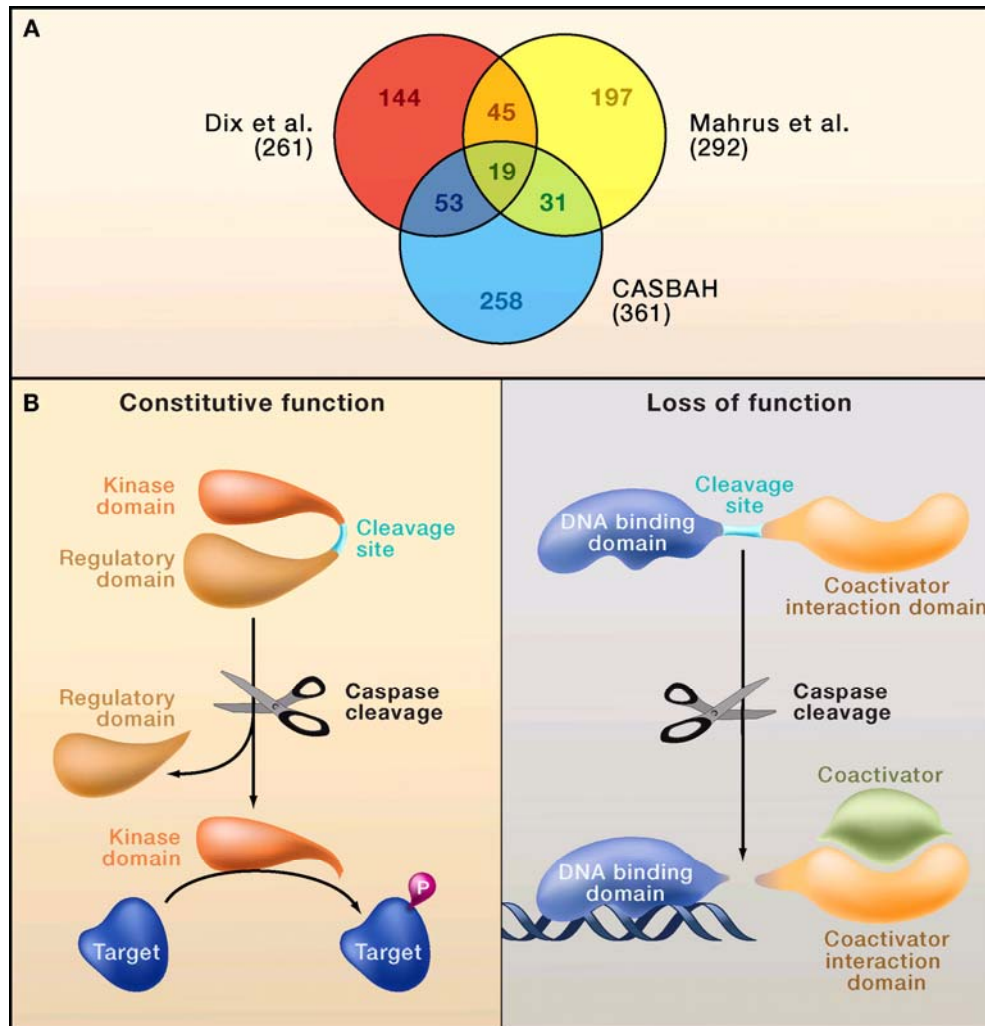 A
144
45
197
Dix et al.
(261)
Mahrus et al.
(292)
19
53
31
258
CASBAH
(361)
B
Constitutive function
Kinase
domain
Cleavage
site
Regulatory
domain
Regulatory
domain
Caspase
cleavage
Kinase
domain
P
Target
Target
Loss of function
Cleavage
site
DNA binding
domain
Coactivator
interaction domain
Caspase
cleavage
Coactivator
DNA binding
domain
Coactivator
interaction
domain